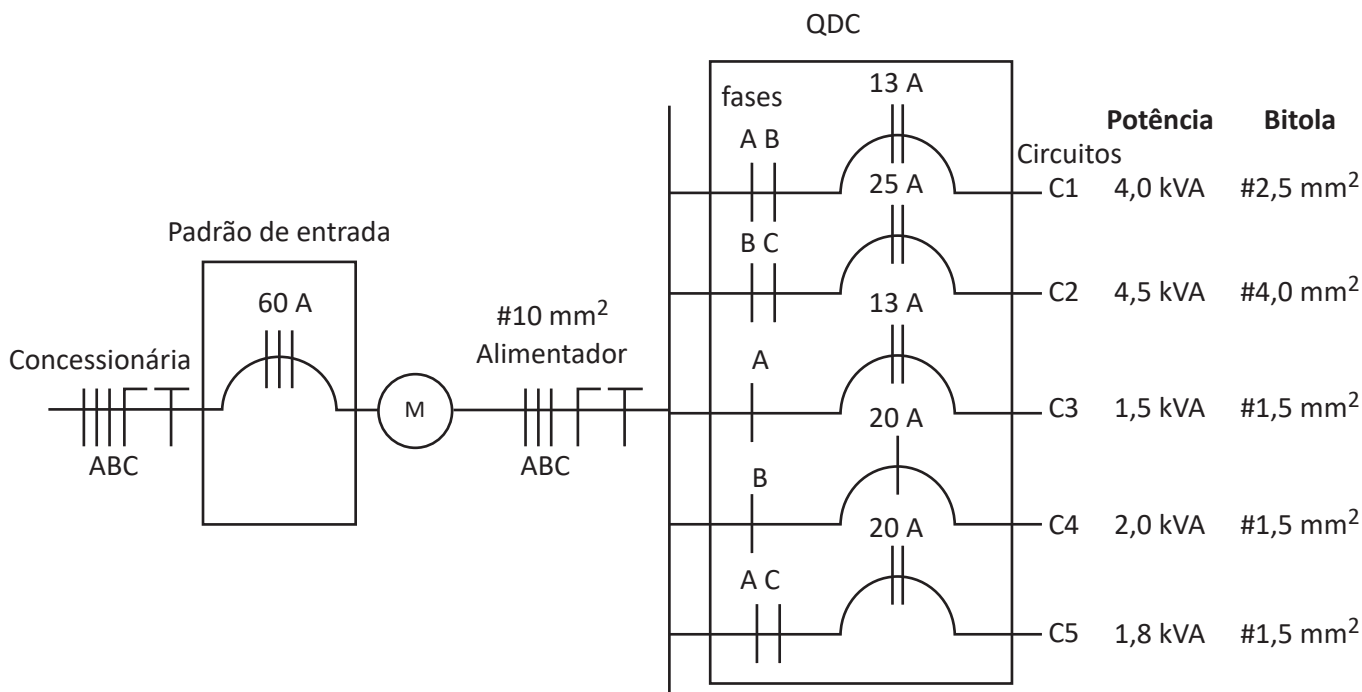 QDC
fases
13 A
Potência Bitola
Circuitos
A B
25 A
C1 4,0 kVA #2,5 mm²
Padrão de entrada
B C
60 A
13 A
C2 4,5 kVA #4,0 mm²
#10 mm²
Alimentador
Concessionária
A
20 A
M
C3 1,5 kVA #1,5 mm²
ABC
ABC
B
20 A
C4 2,0 kVA #1,5 mm²
A C
C5 1,8 kVA #1,5 mm²